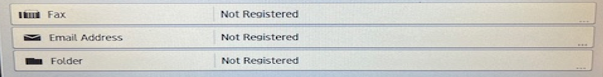 Fax Not Registered
...
Email Address Not Registered
...
Folder Not Registered
...